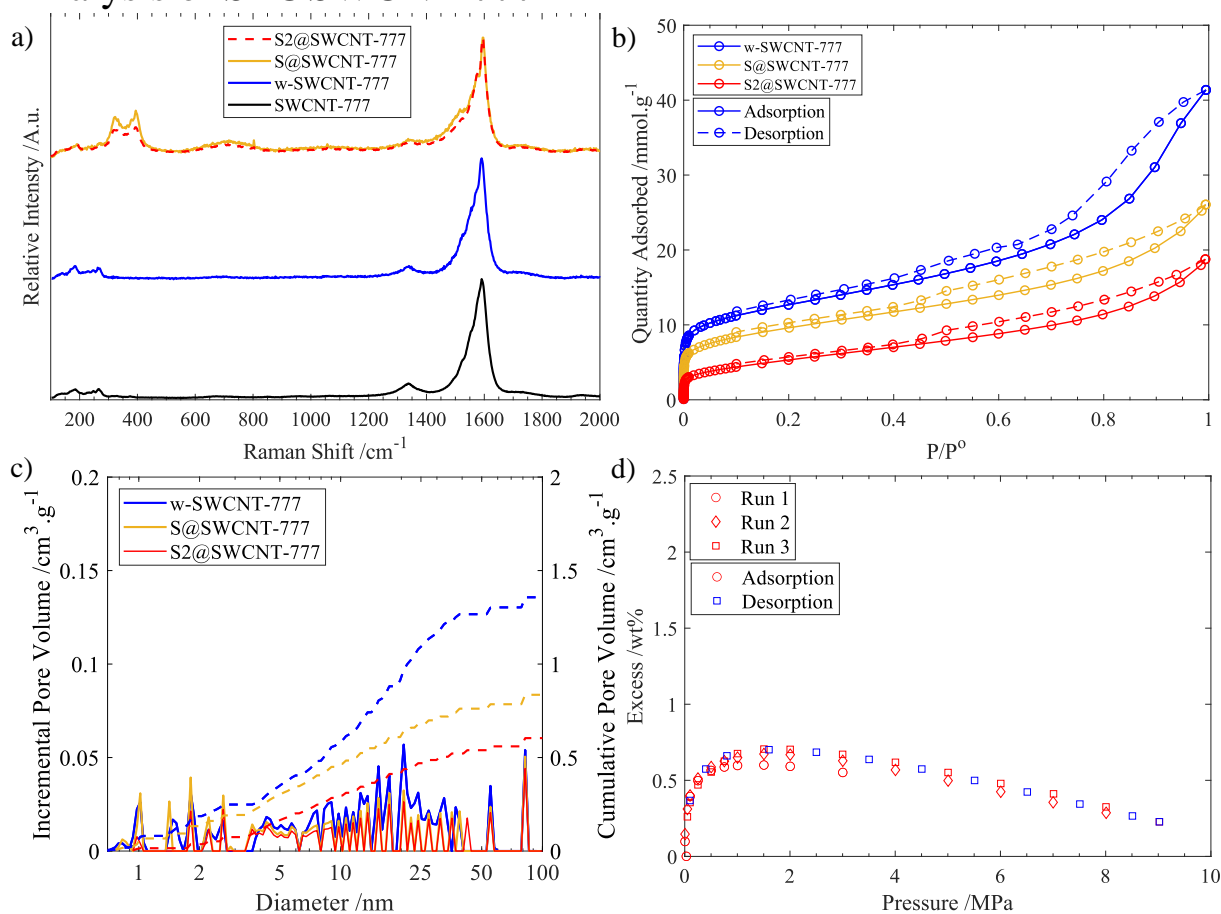 a)
S2@SWCNT-777
S@SWCNT-777
w-SWCNT-777
SWCNT-777
Relative Intensty /A.u.
200 400 600 800 1000 1200 1400 1600 1800 2000
Raman Shift /cm-1
b)
w-SWCNT-777
S@SWCNT-777
S2@SWCNT-777
Adsorption
Desorption
Quantity Adsorbed /mmol.g-1
50
40
30
20
10
0
0 0.2 0.4 0.6 0.8 1
P/Po
c)
w-SWCNT-777
S@SWCNT-777
S2@SWCNT-777
Incremental Pore Volume /cm3.g-1
0.2
0.15
0.1
0.05
0
2
1.5
1
0.5
0
Cumulative Pore Volume /cm3.g-1
1 2 5 10 25 50 100
Diameter /nm
d)
Run 1
Run 2
Run 3
Adsorption
Desorption
Excess /wt%
2.5
2
1.5
1
0.5
0
0 2 4 6 8 10
Pressure /MPa